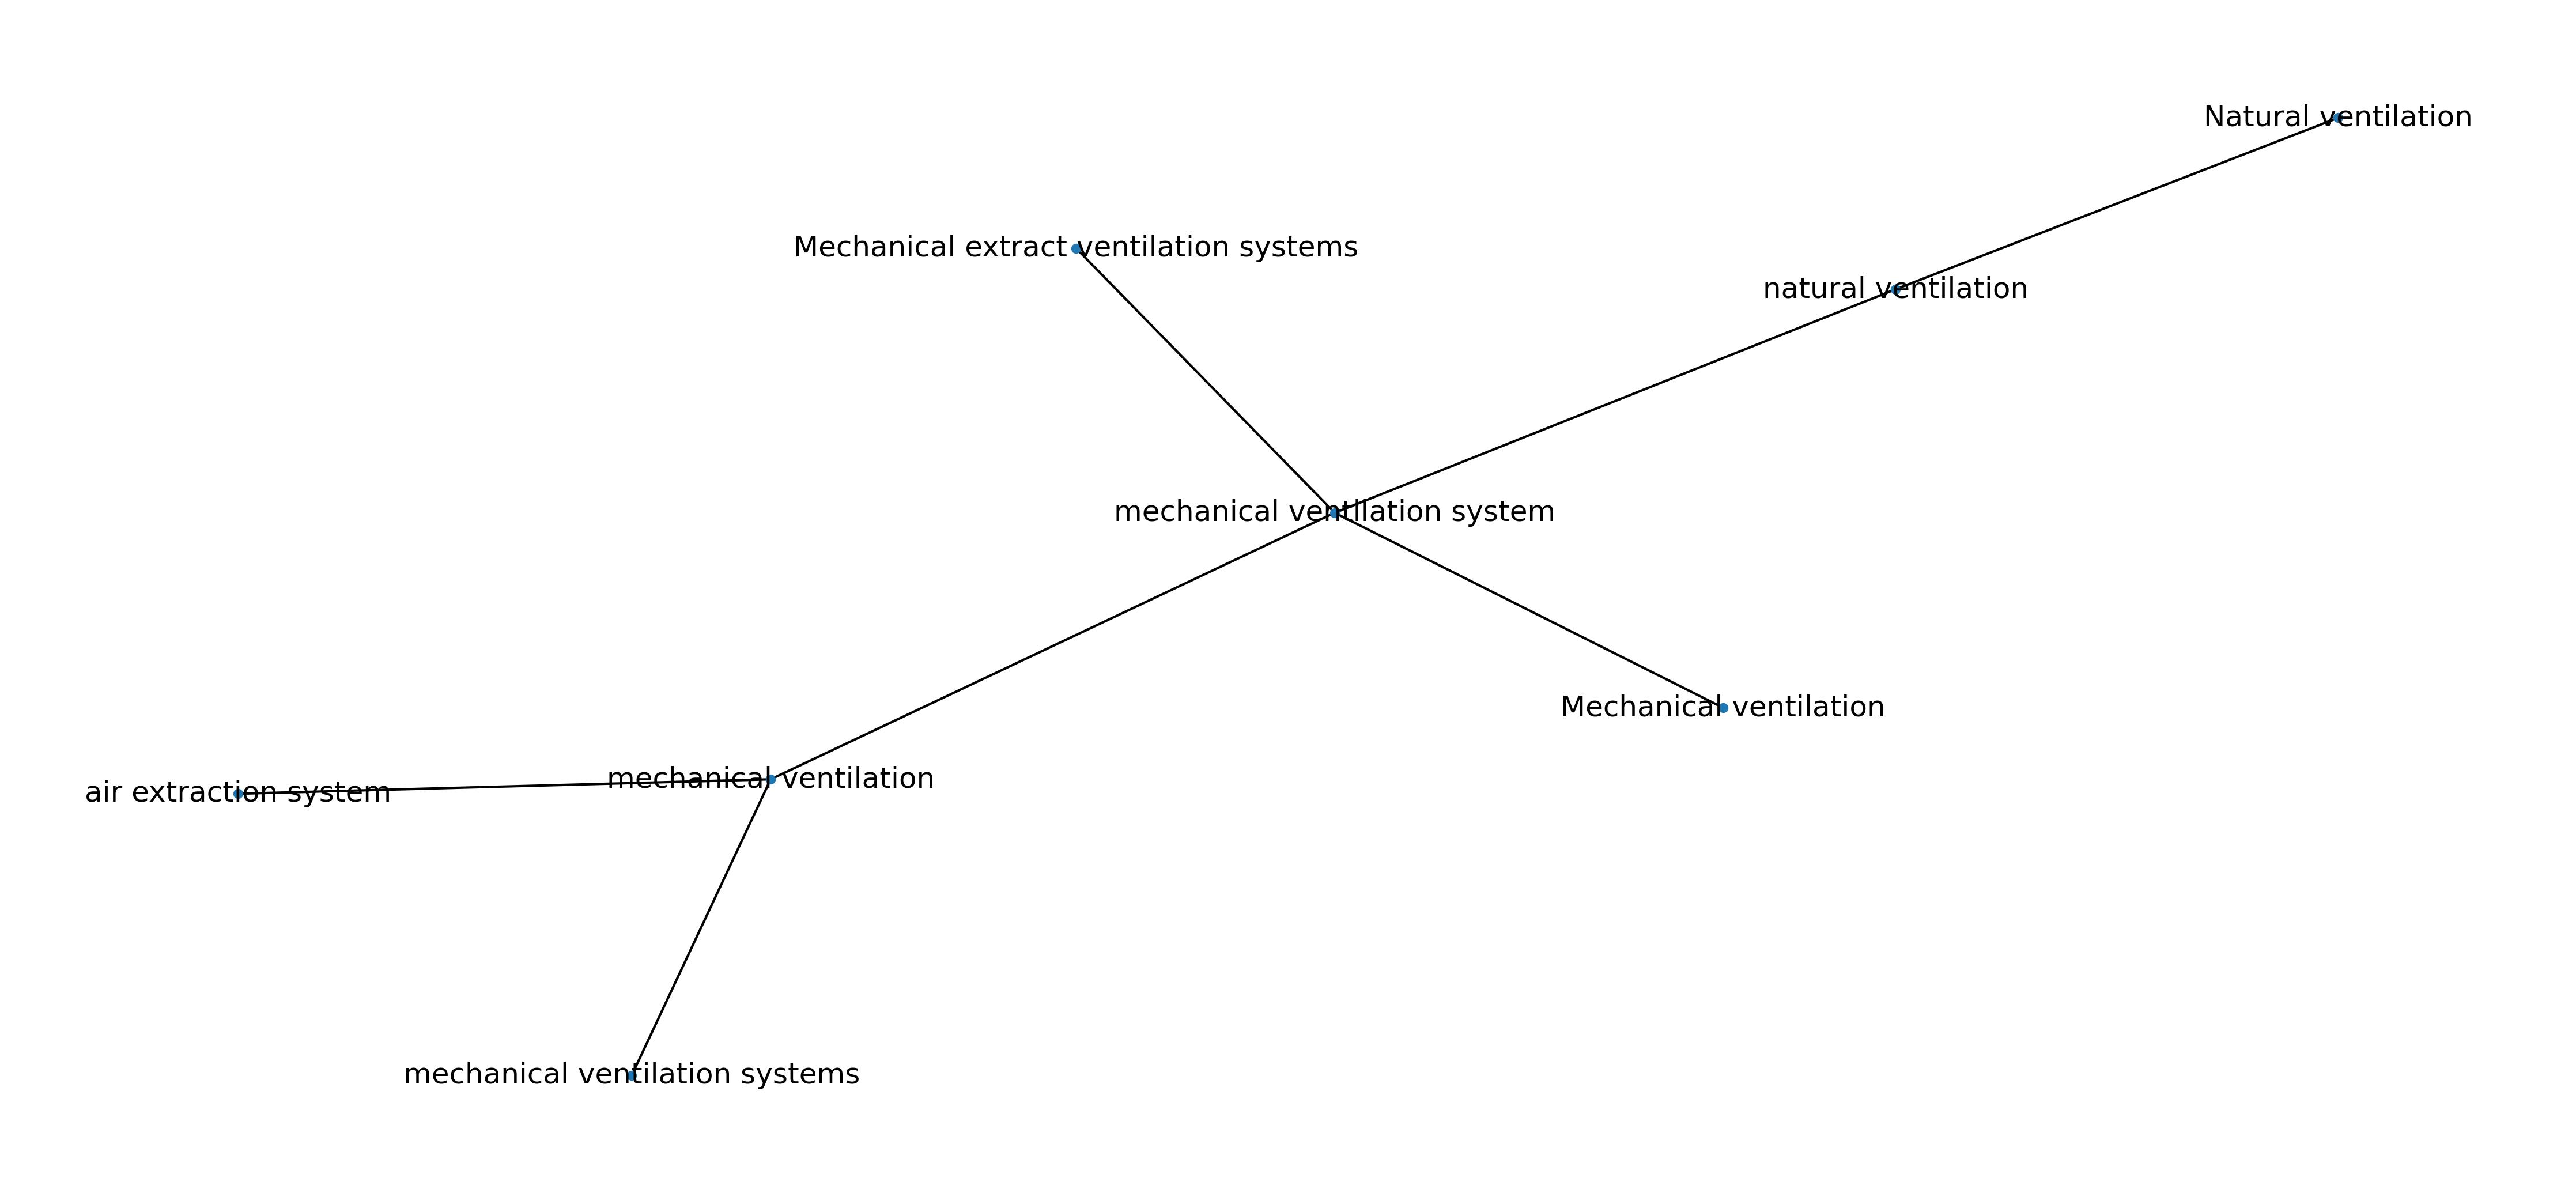 Natural ventilation
Mechanical extract ventilation systems
natural ventilation
mechanical ventilation system
Mechanical ventilation
mechanical ventilation
air extraction system
mechanical ventilation systems